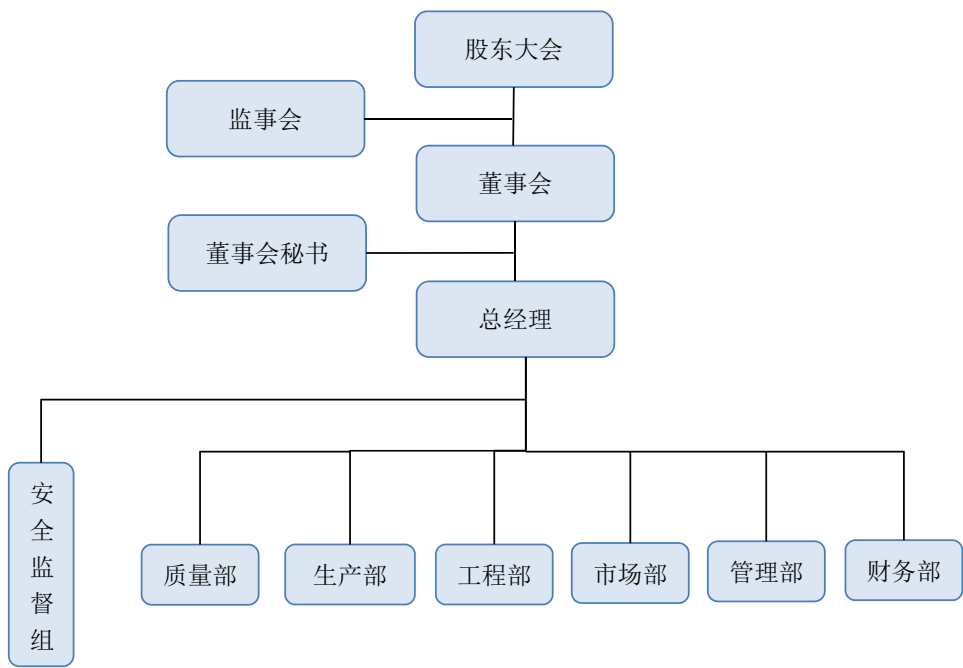 股东大会
监事会
董事会
董事会秘书
总经理
安全监督组
质量部
生产部
工程部
市场部
管理部
财务部